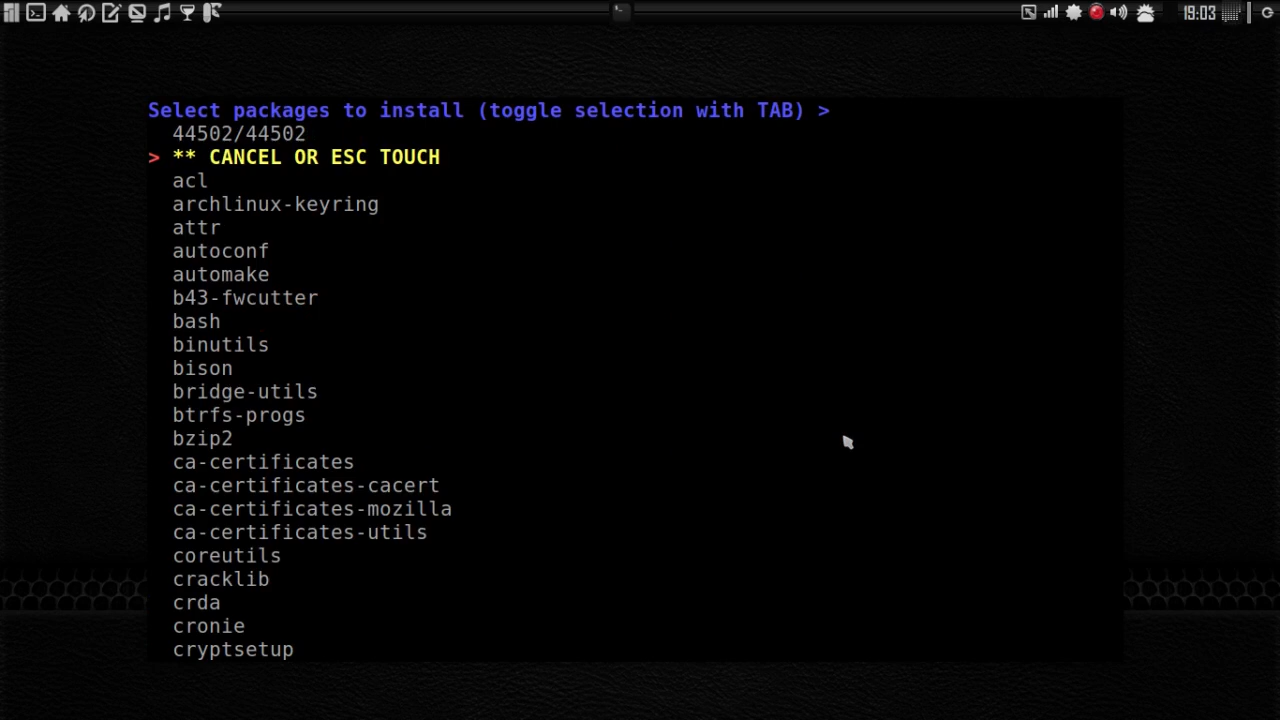 19:03
Select packages to install (toggle selection with TAB) >
44502/44502
> ** CANCEL OR ESC TOUCH
acl
archlinux-keyring
attr
autoconf
automake
b43-fwcutter
bash
binutils
bison
bridge-utils
btrfs-progs
bzip2
ca-certificates
ca-certificates-cacert
ca-certificates-mozilla
ca-certificates-utils
coreutils
cracklib
crda
cronie
cryptsetup